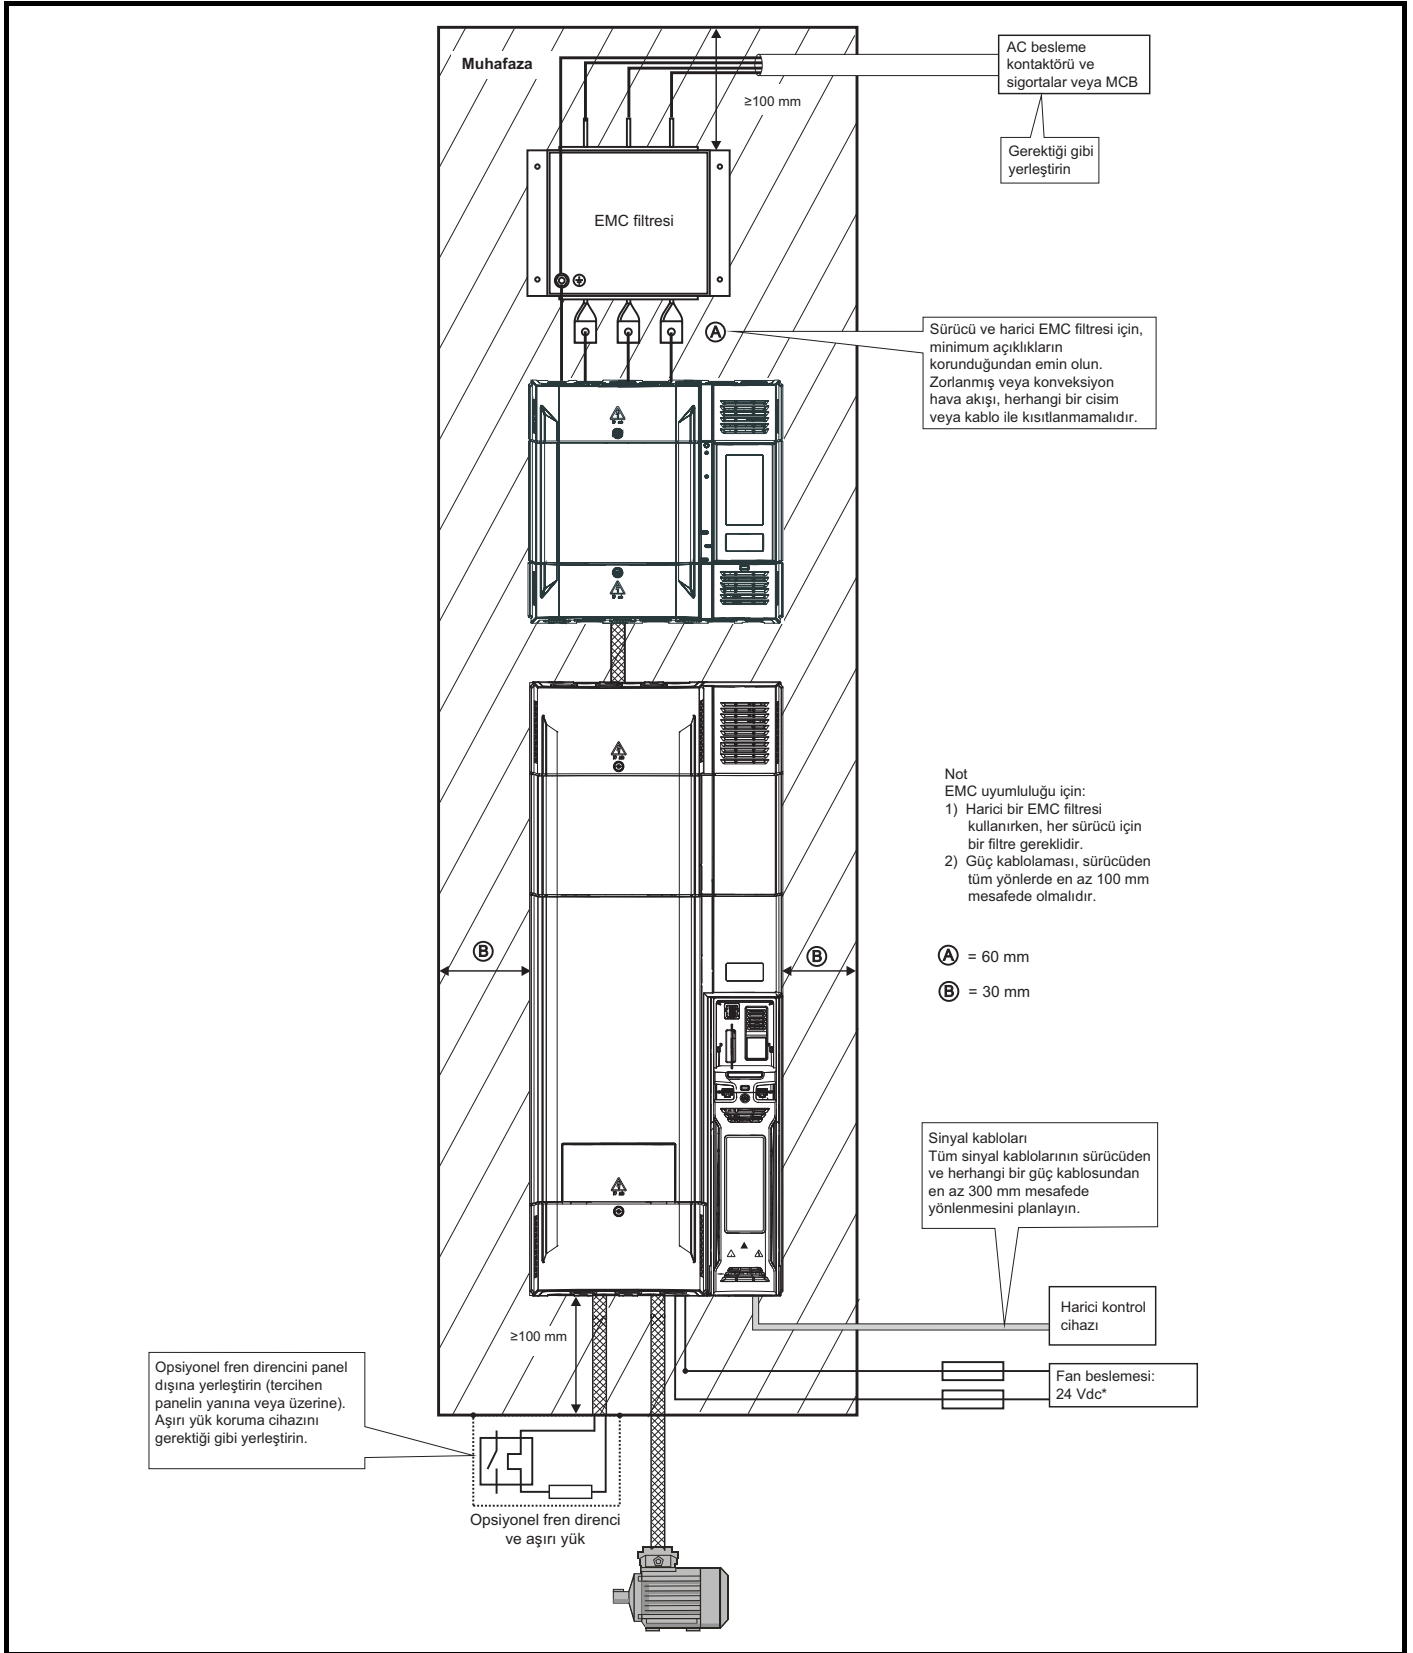 Muhafaza
≥100 mm
AC besleme
kontaktörü ve
sigortalar veya MCB
Gerektiği gibi
yerleştirin
EMC filtresi
A
Sürücü ve harici EMC filtresi için,
minimum açıklıkların
korunduğundan emin olun.
Zorlanmış veya konveksiyon
hava akışı, herhangi bir cisim
veya kablo ile kısıtlanmamalıdır.
Not
EMC uyumluluğu için:
1) Harici bir EMC filtresi
kullanırken, her sürücü için
bir filtre gereklidir.
2) Güç kablolaması, sürücüden
tüm yönlerde en az 100 mm
mesafede olmalıdır.
B
B
A = 60 mm
B = 30 mm
Sinyal kabloları
Tüm sinyal kablolarının sürücüden
ve herhangi bir güç kablosundan
en az 300 mm mesafede
yönlenmesini planlayın.
Harici kontrol
cihazı
≥100 mm
Fan beslemesi:
24 Vdc*
Opsiyonel fren direncini panel
dışına yerleştirin (tercihen
panelin yanına veya üzerine).
Aşırı yük koruma cihazını
gerektiği gibi yerleştirin.
Opsiyonel fren direnci
ve aşırı yük